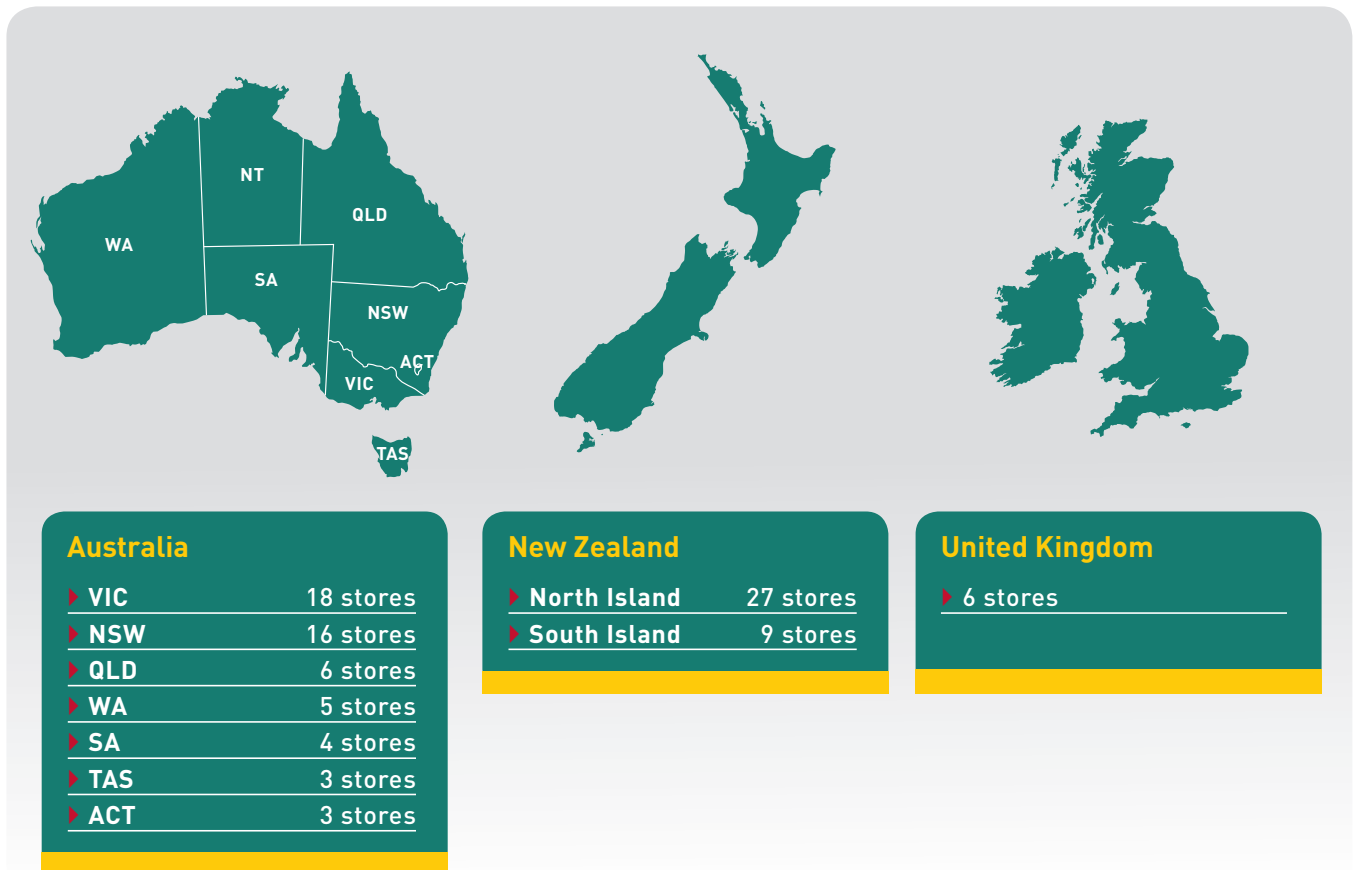 NT
QLD
WA
SA
NSW
ACT
VIC
TAS
Australia
VIC 18 stores
NSW 16 stores
QLD 6 stores
WA 5 stores
SA 4 stores
TAS 3 stores
ACT 3 stores
New Zealand
North Island 27 stores
South Island 9 stores
United Kingdom
6 stores